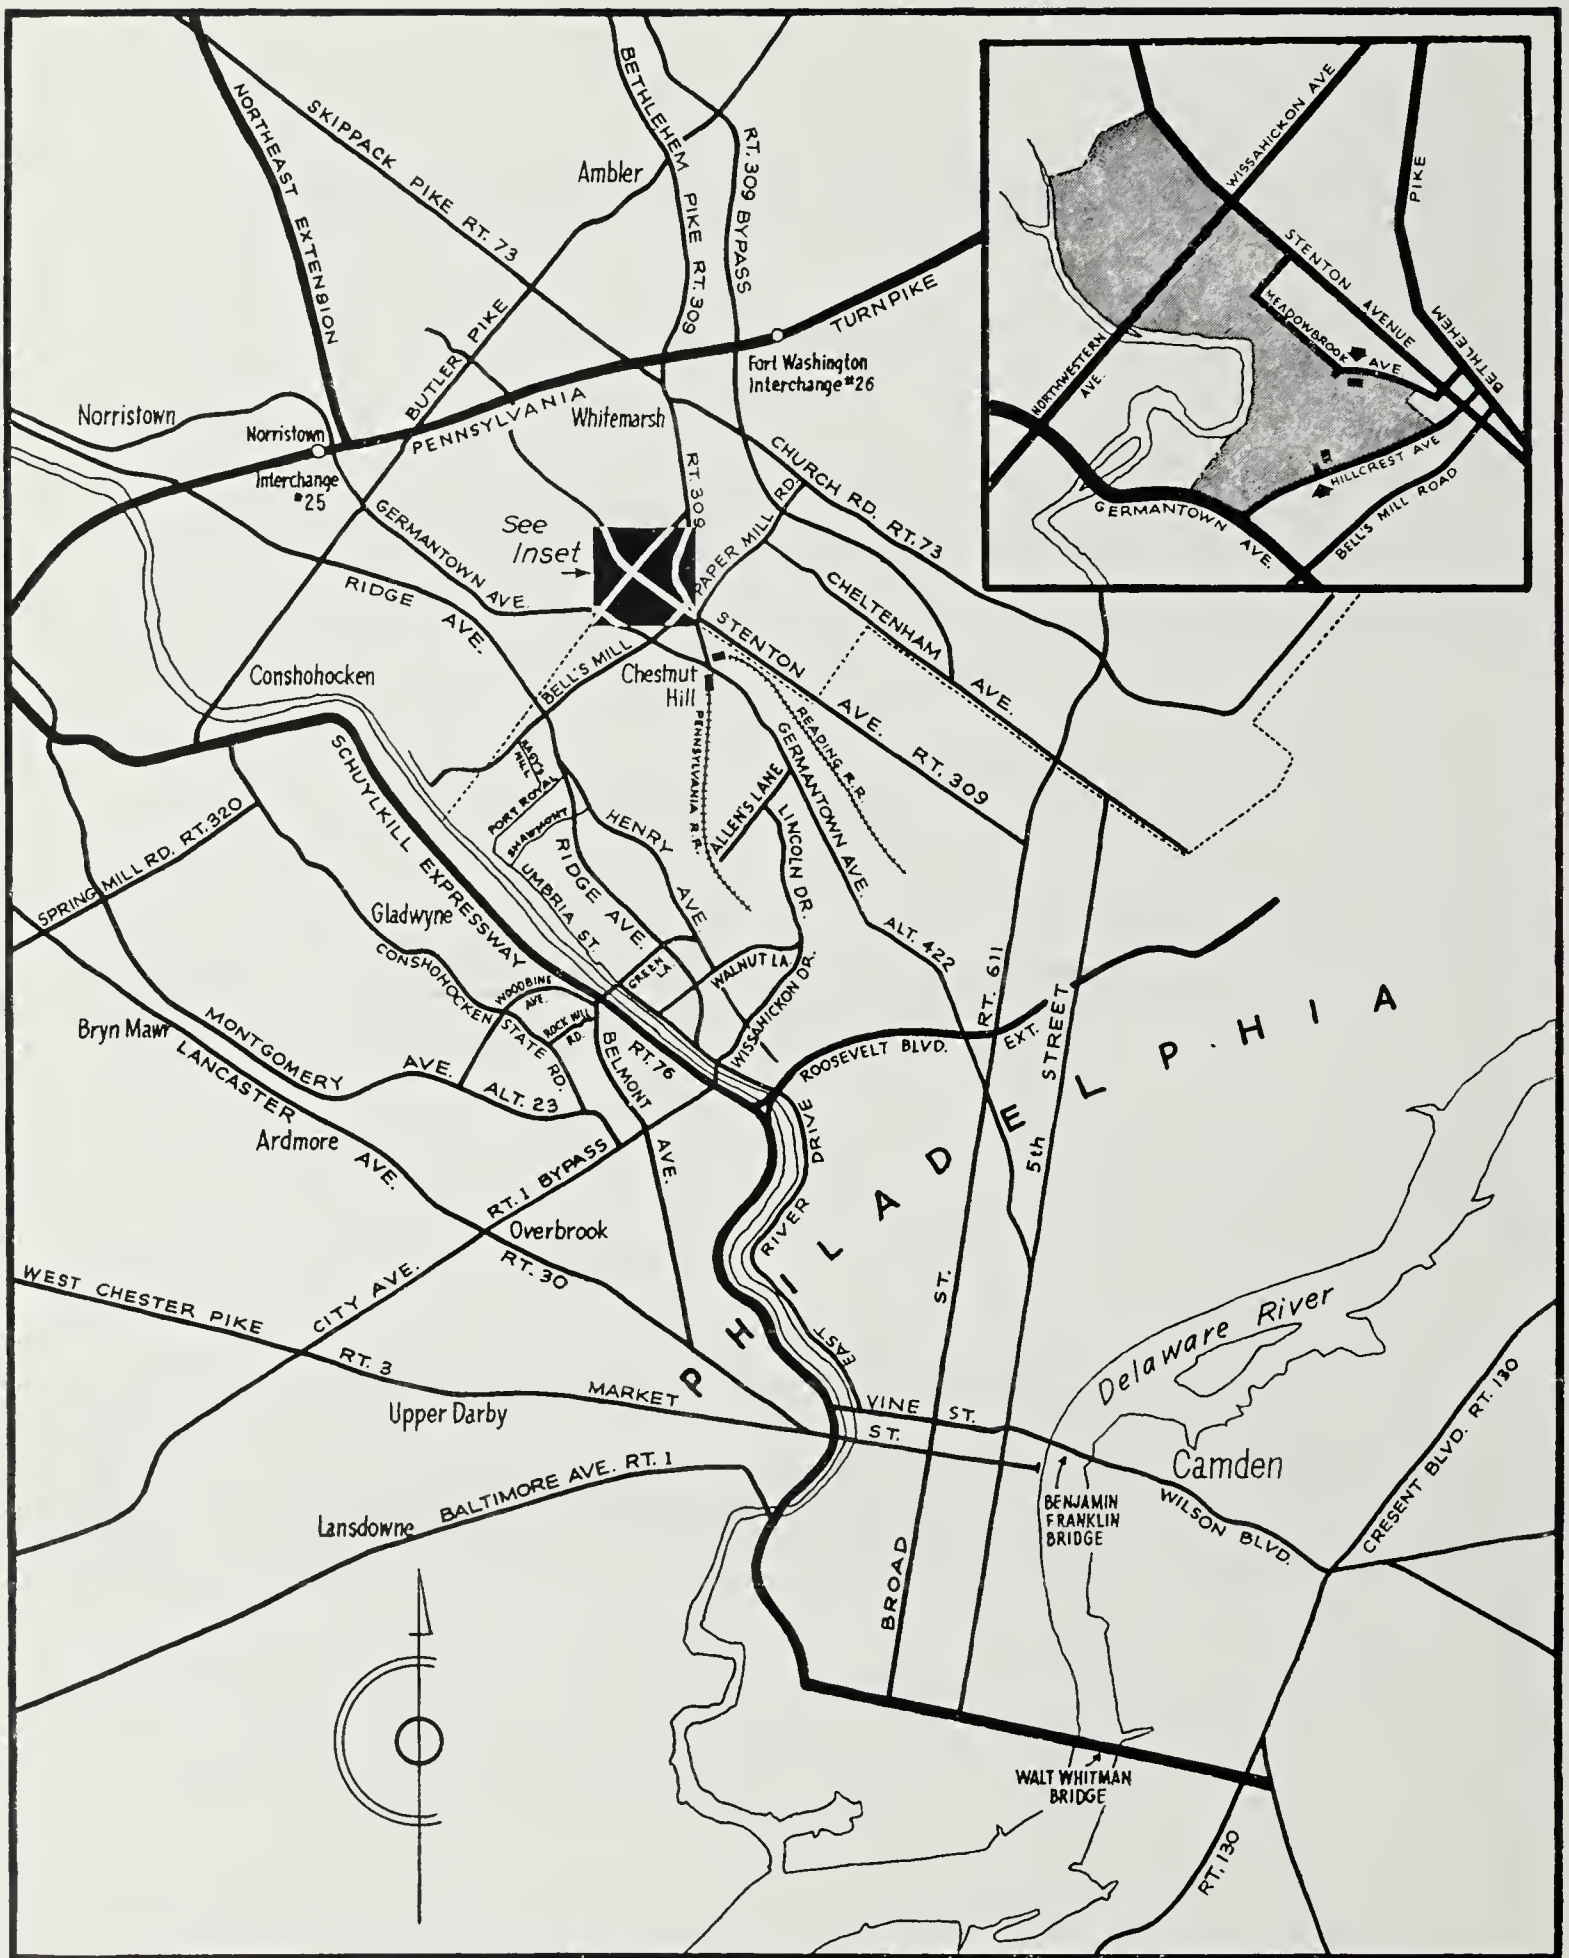 NORTHEAST EXTENSION
SKIPPACK PIKE RT. 73
BETHLEHEM PIKE RT. 309
RT. 309 BYPASS
Ambler
BUTLER PIKE
PENNSYLVANIA
TURNPIKE
Fort Washington
Interchange #26
Whitemarsh
Norristown
Norristown
Interchange
#25
RT. 309
CHURCH RD. RT. 73
PAPER MILL RD.
GERMANTOWN AVE.
See
Inset
RIDGE AVE.
CHELTENHAM AVE.
STENTON AVE. RT. 309
BELL'S MILL
Chestnut
Hill
Conshohocken
PENNSYLVANIA R.R.
READING R.R.
GERMANTOWN AVE.
ALLEN'S LANE
LINCOLN DR.
HAGY'S
MILL
PORT ROYAL
SHAWMONT
HENRY AVE.
RIDGE AVE.
UMBRIA ST.
SCHUYLKILL EXPRESSWAY
SPRING MILL RD. RT. 320
Gladwyne
CONSHOHOCKEN STATE RD.
WOODBINE
AVE.
ROCK HILL
RD.
GREEN
LA.
WALNUT LA.
WISSAHICKON DR.
ALT. 422
RT. 611
5th STREET
ROOSEVELT BLVD.
EXT.
RT. 76
BELMONT AVE.
Bryn Mawr
MONTGOMERY AVE.
ALT. 23
LANCASTER AVE.
Ardmore
RT. 1 BYPASS
Overbrook
RT. 30
CITY AVE.
WEST CHESTER PIKE
RT. 3
MARKET ST.
Upper Darby
BALTIMORE AVE. RT. 1
Lansdowne
EAST RIVER DRIVE
PHILADELP.HIA
VINE ST.
BROAD ST.
Delaware River
Camden
BENJAMIN
FRANKLIN
BRIDGE
WILSON BLVD.
CRESENT BLVD. RT. 130
WALT WHITMAN
BRIDGE
RT. 130
WISSAHICKON AVE
PIKE
BETHLEHEM
STENTON AVENUE
MEADOWBROOK AVE
NORTHWESTERN
AVE.
HILLCREST AVE
GERMANTOWN AVE.
BELL'S MILL ROAD